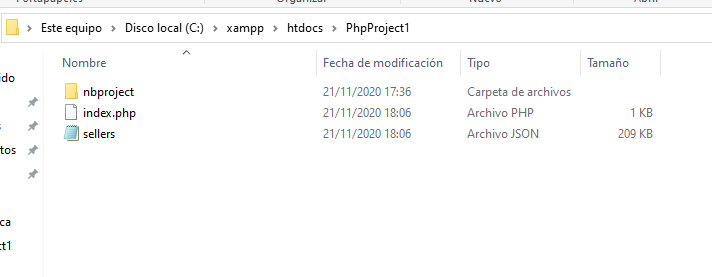 Portapapeles Organizar Nuevo Abrir
Este equipo > Disco local (C:) > xampp > htdocs > PhpProject1
Nombre Fecha de modificación Tipo Tamaño
ido
nbproject 21/11/2020 17:36 Carpeta de archivos
index.php 21/11/2020 18:06 Archivo PHP 1 KB
s
sellers 21/11/2020 18:06 Archivo JSON 209 KB
tos
ca
ct1